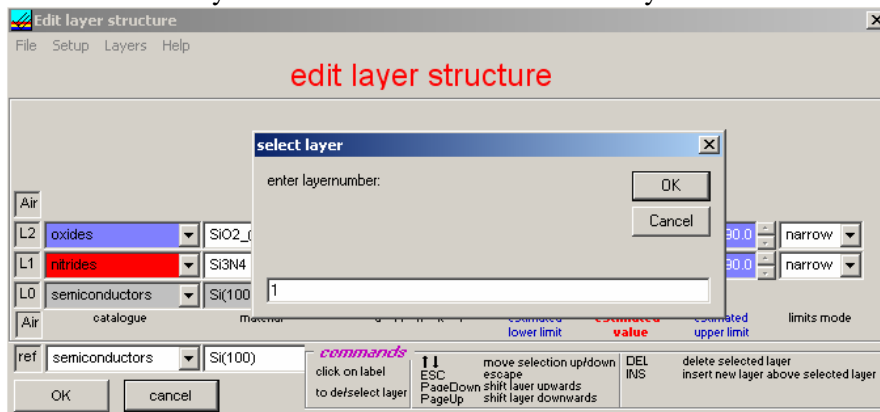 Edit layer structure
File Setup Layers Help
edit layer structure
select layer
enter layernumber:
OK
Cancel
1
Air
L2 oxides 90.0 narrow
L1 nitrides Si3N4 90.0 narrow
L0 semiconductors Si(100
Air catalogue limits mode
lower limit value upper limit
ref semiconductors Si(100)
commands
click on label
to de/select layer
↑↓ move selection up/down
ESC escape
PageDown shift layer upwards
PageUp shift layer downwards
DEL delete selected layer
INS insert new layer above selected layer
OK cancel